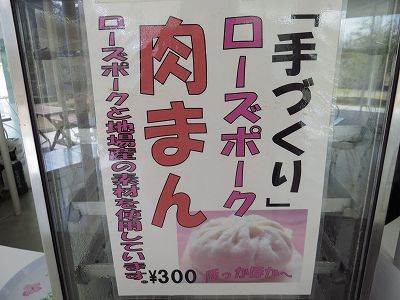 「手づくり」
ローズポーク
肉まん
ローズポークと地場産の素材を使用しています。
¥300
ほっかほか〜